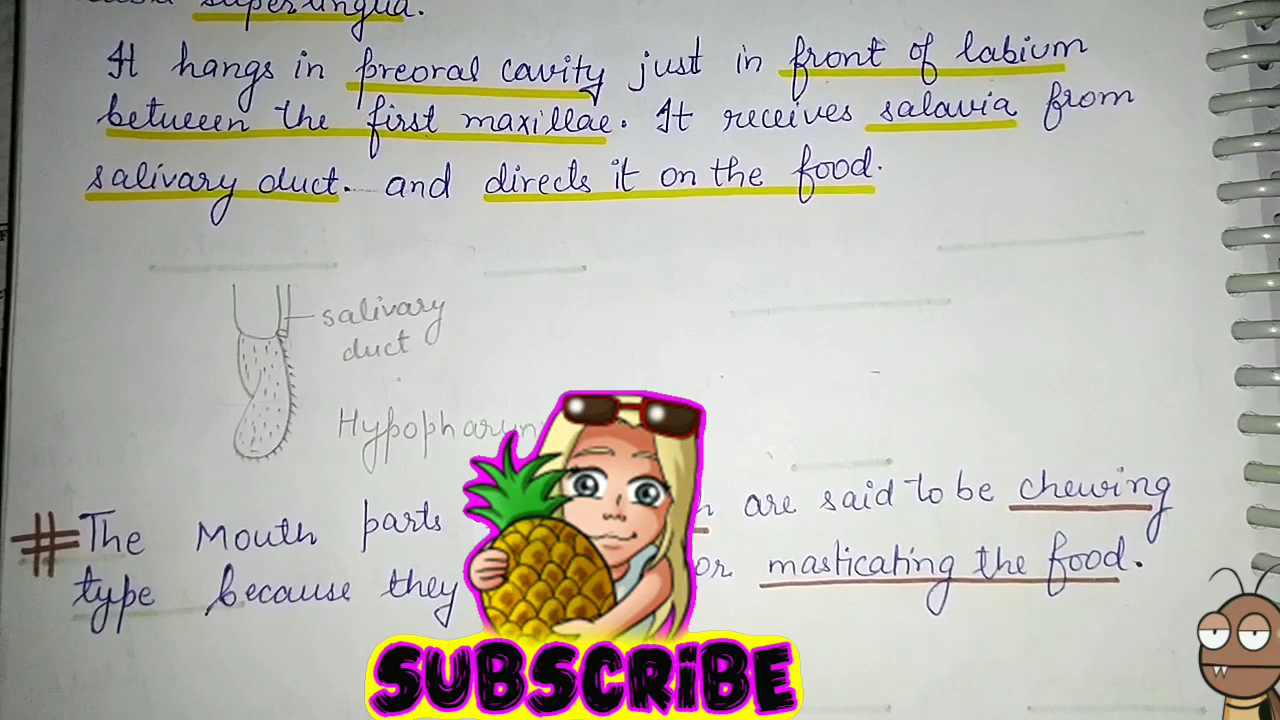 superlingua.
It hangs in preoral cavity just in front of labium
between the first maxillae. It receives salavia from
salivary duct. and directs it on the food.
salivary
duct
# The Mouth parts are said to be chewing
type because they masticating the food.
SUBSCRIBE